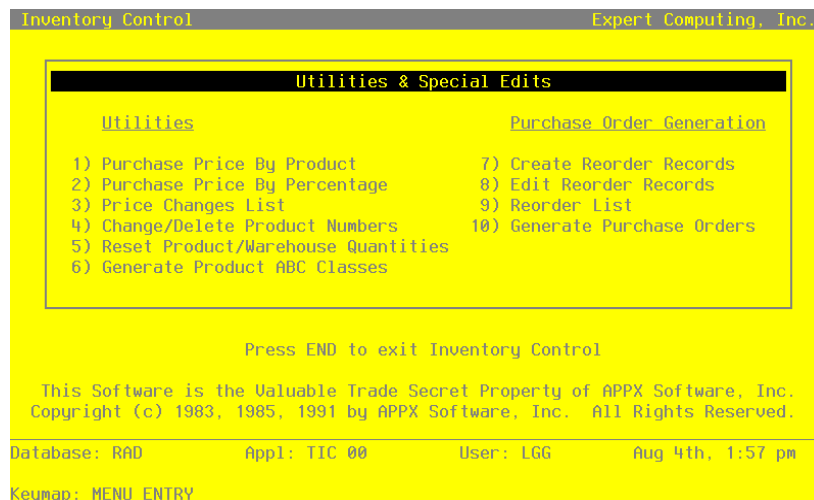 Inventory Control Expert Computing, Inc.
Utilities & Special Edits
Utilities Purchase Order Generation
1) Purchase Price By Product 7) Create Reorder Records
2) Purchase Price By Percentage 8) Edit Reorder Records
3) Price Changes List 9) Reorder List
4) Change/Delete Product Numbers 10) Generate Purchase Orders
5) Reset Product/Warehouse Quantities
6) Generate Product ABC Classes
Press END to exit Inventory Control
This Software is the Valuable Trade Secret Property of APPX Software, Inc.
Copyright (c) 1983, 1985, 1991 by APPX Software, Inc. All Rights Reserved.
Database: RAD Appl: TIC 00 User: LGG Aug 4th, 1:57 pm
Keymap: MENU ENTRY